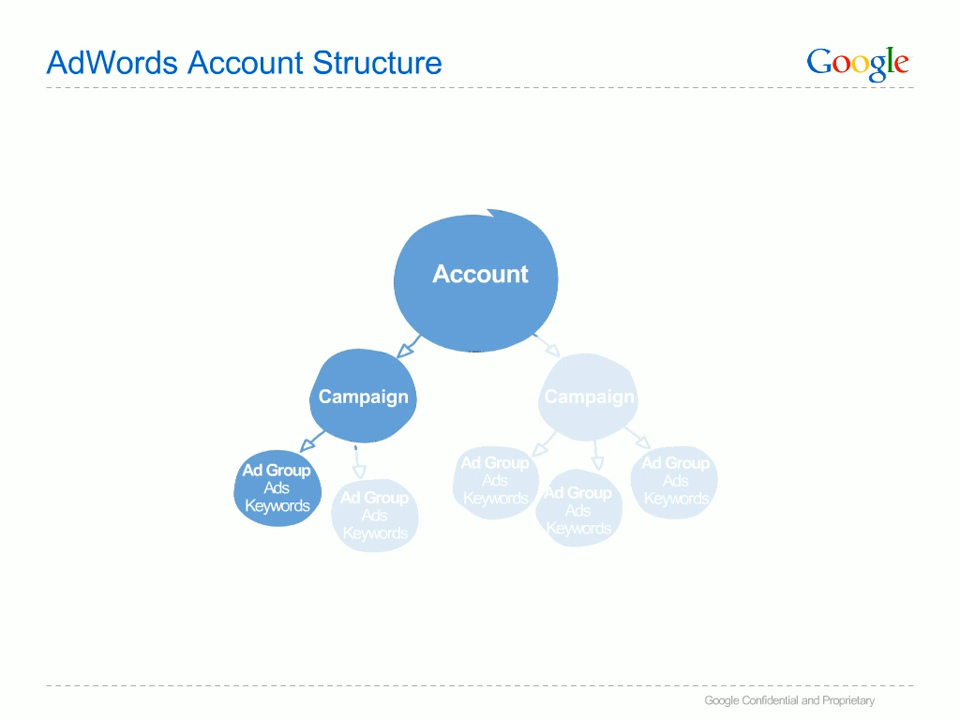 AdWords Account Structure
Google
Account
Campaign
Campaign
Ad Group
Ads
Keywords
Ad Group
Ads
Keywords
Ad Group
Ads
Keywords
Ad Group
Ads
Keywords
Ad Group
Ads
Keywords
Google Confidential and Proprietary